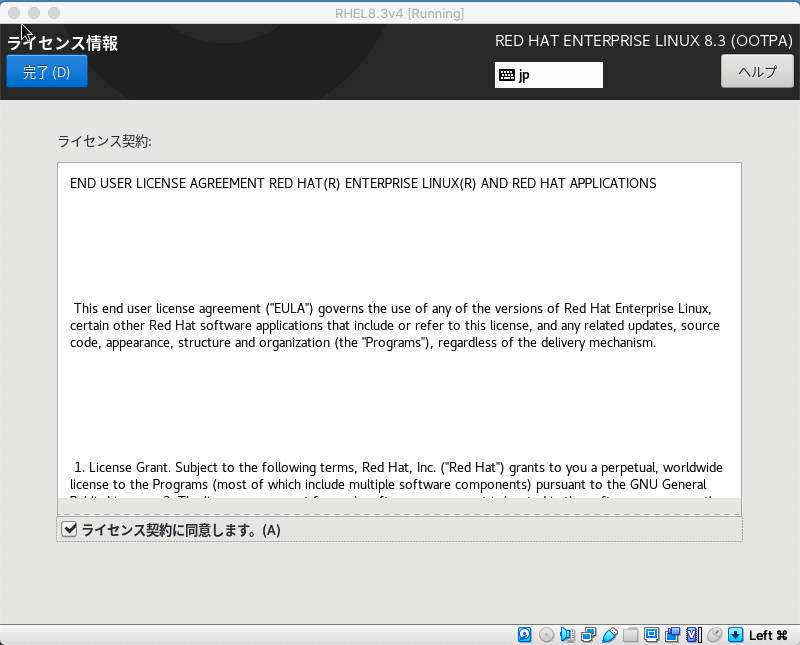 RHEL8.3v4 [Running]
ライセンス情報
RED HAT ENTERPRISE LINUX 8.3 (OOTPA)
完了 (D)
jp
ヘルプ
ライセンス契約:
END USER LICENSE AGREEMENT RED HAT(R) ENTERPRISE LINUX(R) AND RED HAT APPLICATIONS
This end user license agreement ("EULA") governs the use of any of the versions of Red Hat Enterprise Linux,
certain other Red Hat software applications that include or refer to this license, and any related updates, source
code, appearance, structure and organization (the "Programs"), regardless of the delivery mechanism.
1. License Grant. Subject to the following terms, Red Hat, Inc. ("Red Hat") grants to you a perpetual, worldwide
license to the Programs (most of which include multiple software components) pursuant to the GNU General
ライセンス契約に同意します。(A)
Left ⌘